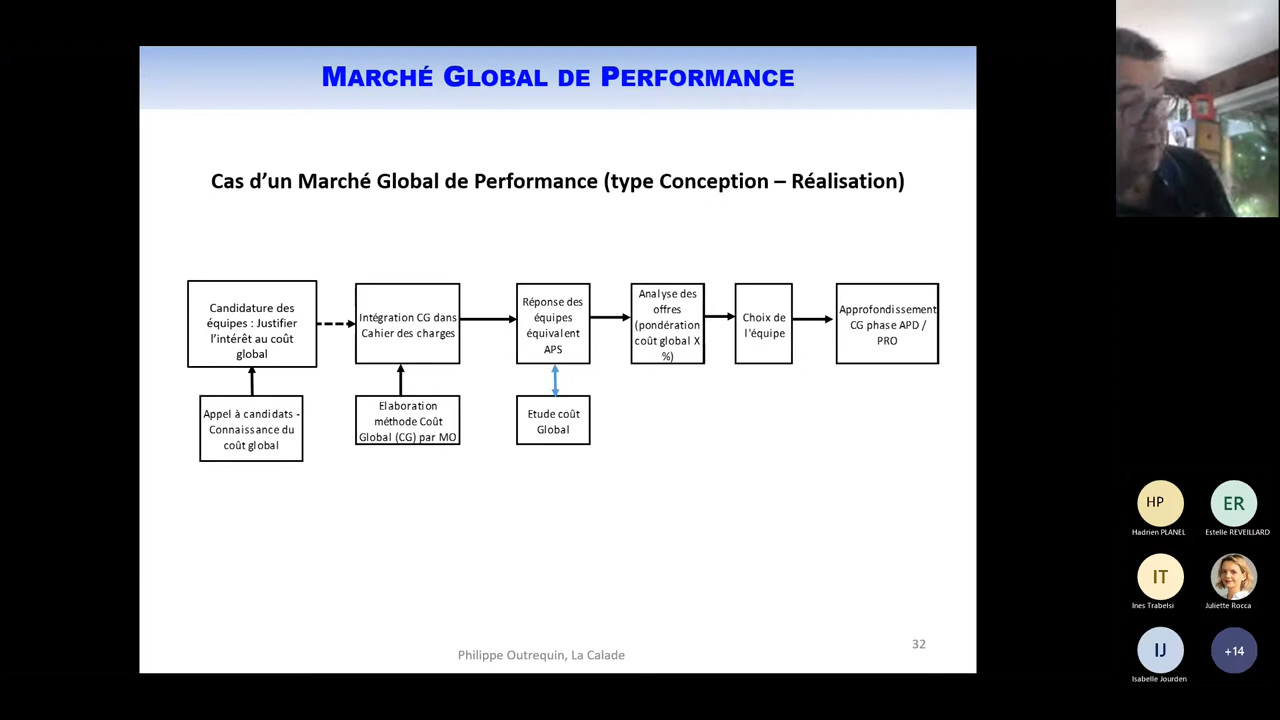 MARCHÉ GLOBAL DE PERFORMANCE
Cas d’un Marché Global de Performance (type Conception – Réalisation)
Candidature des
équipes : Justifier
l’intérêt au coût
global
Intégration CG dans
Cahier des charges
Réponse des
équipes
équivalent
APS
Analyse des
offres
(pondération
coût global X
%)
Choix de
l'équipe
Approfondissement
CG phase APD /
PRO
Appel à candidats -
Connaissance du
coût global
Elaboration
méthode Coût
Global (CG) par MO
Etude coût
Global
Philippe Outrequin, La Calade
32
HP
Hadrien PLANEL
ER
Estelle REVEILLARD
IT
Ines Trabelsi
Juliette Rocca
IJ
Isabelle Jourden
+14